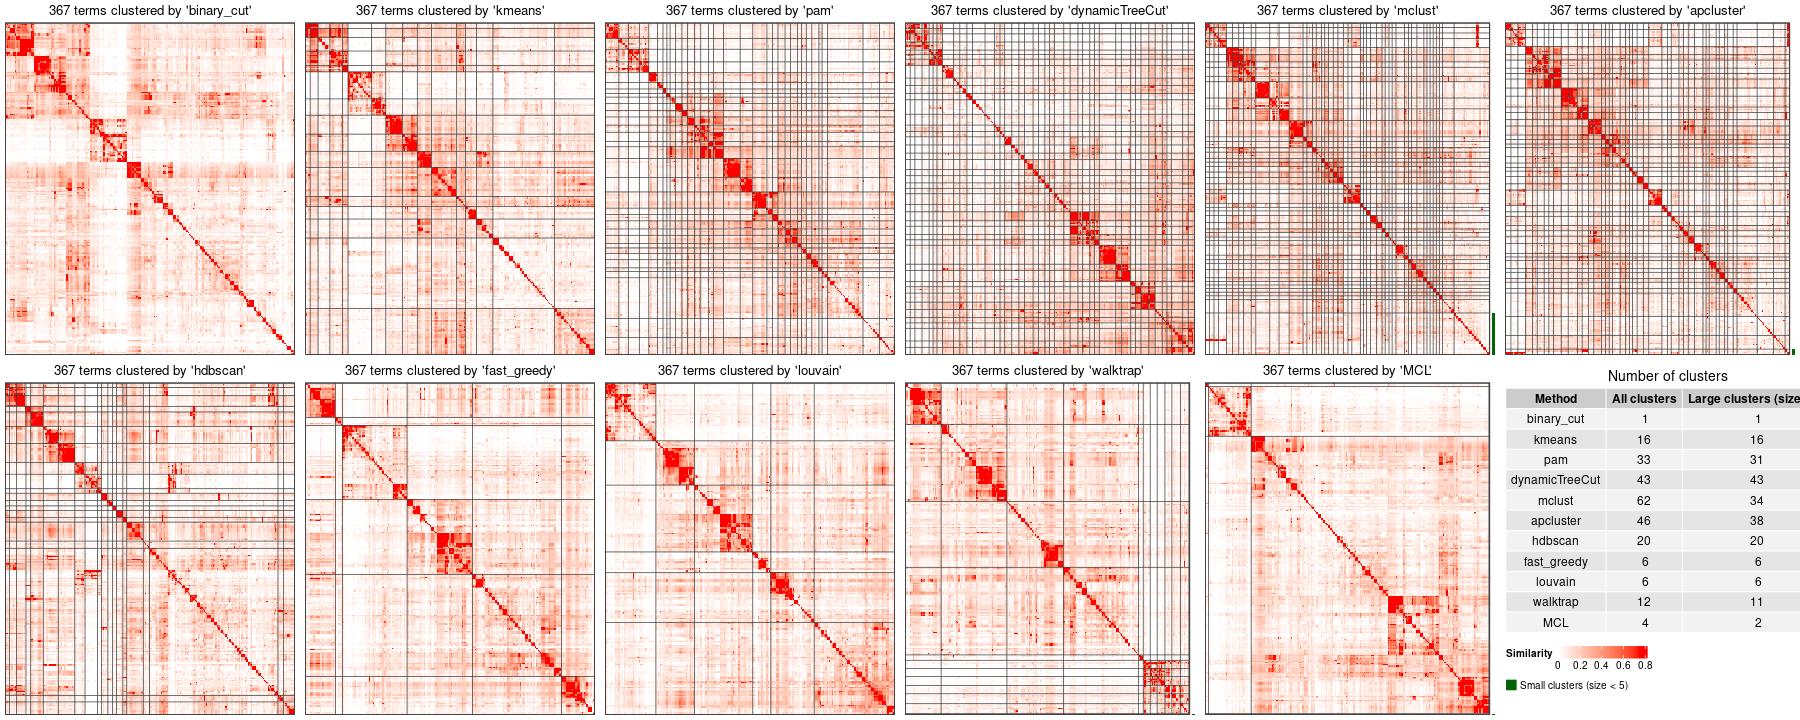 367 terms clustered by 'binary_cut'
367 terms clustered by 'kmeans'
367 terms clustered by 'pam'
367 terms clustered by 'dynamicTreeCut'
367 terms clustered by 'mclust'
367 terms clustered by 'apcluster'
367 terms clustered by 'hdbscan'
367 terms clustered by 'fast_greedy'
367 terms clustered by 'louvain'
367 terms clustered by 'walktrap'
367 terms clustered by 'MCL'
Number of clusters
Method All clusters Large clusters (size
binary_cut 1 1
kmeans 16 16
pam 33 31
dynamicTreeCut 43 43
mclust 62 34
apcluster 46 38
hdbscan 20 20
fast_greedy 6 6
louvain 6 6
walktrap 12 11
MCL 4 2
Similarity
0 0.2 0.4 0.6 0.8
Small clusters (size < 5)